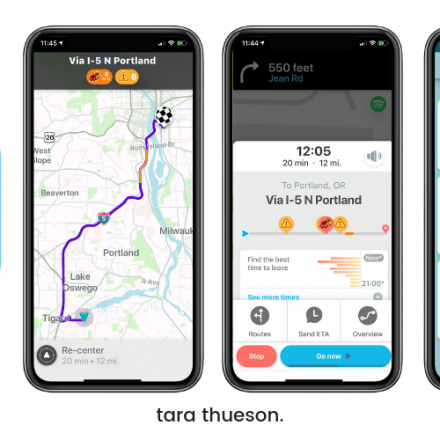 11:45
Via I-5 N Portland
4
6
26
West
Slope
Beaverton
5
Milwauk
Portland
Lake
Oswego
A Ave
Tigard
Re-center
20 min • 12 mi.
11:44
550 feet
Jean Rd
12:05
20 min · 12 mi.
To Portland, OR
Via I-5 N Portland
Find the best
time to leave
Now*
21:00*
See more times
Routes
Send ETA
Overview
Stop
Go now
tara thueson.